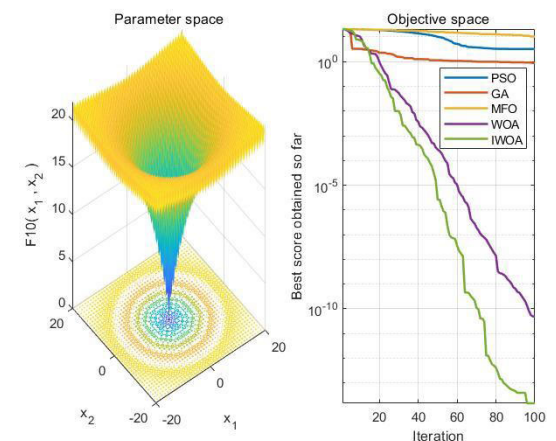 Parameter space
20
15
10
5
0
F10( x1 , x2 )
20
0
-20
x2
-20
0
20
x1
Objective space
10^0
10^-5
10^-10
Best score obtained so far
PSO
GA
MFO
WOA
IWOA
20 40 60 80 100
Iteration